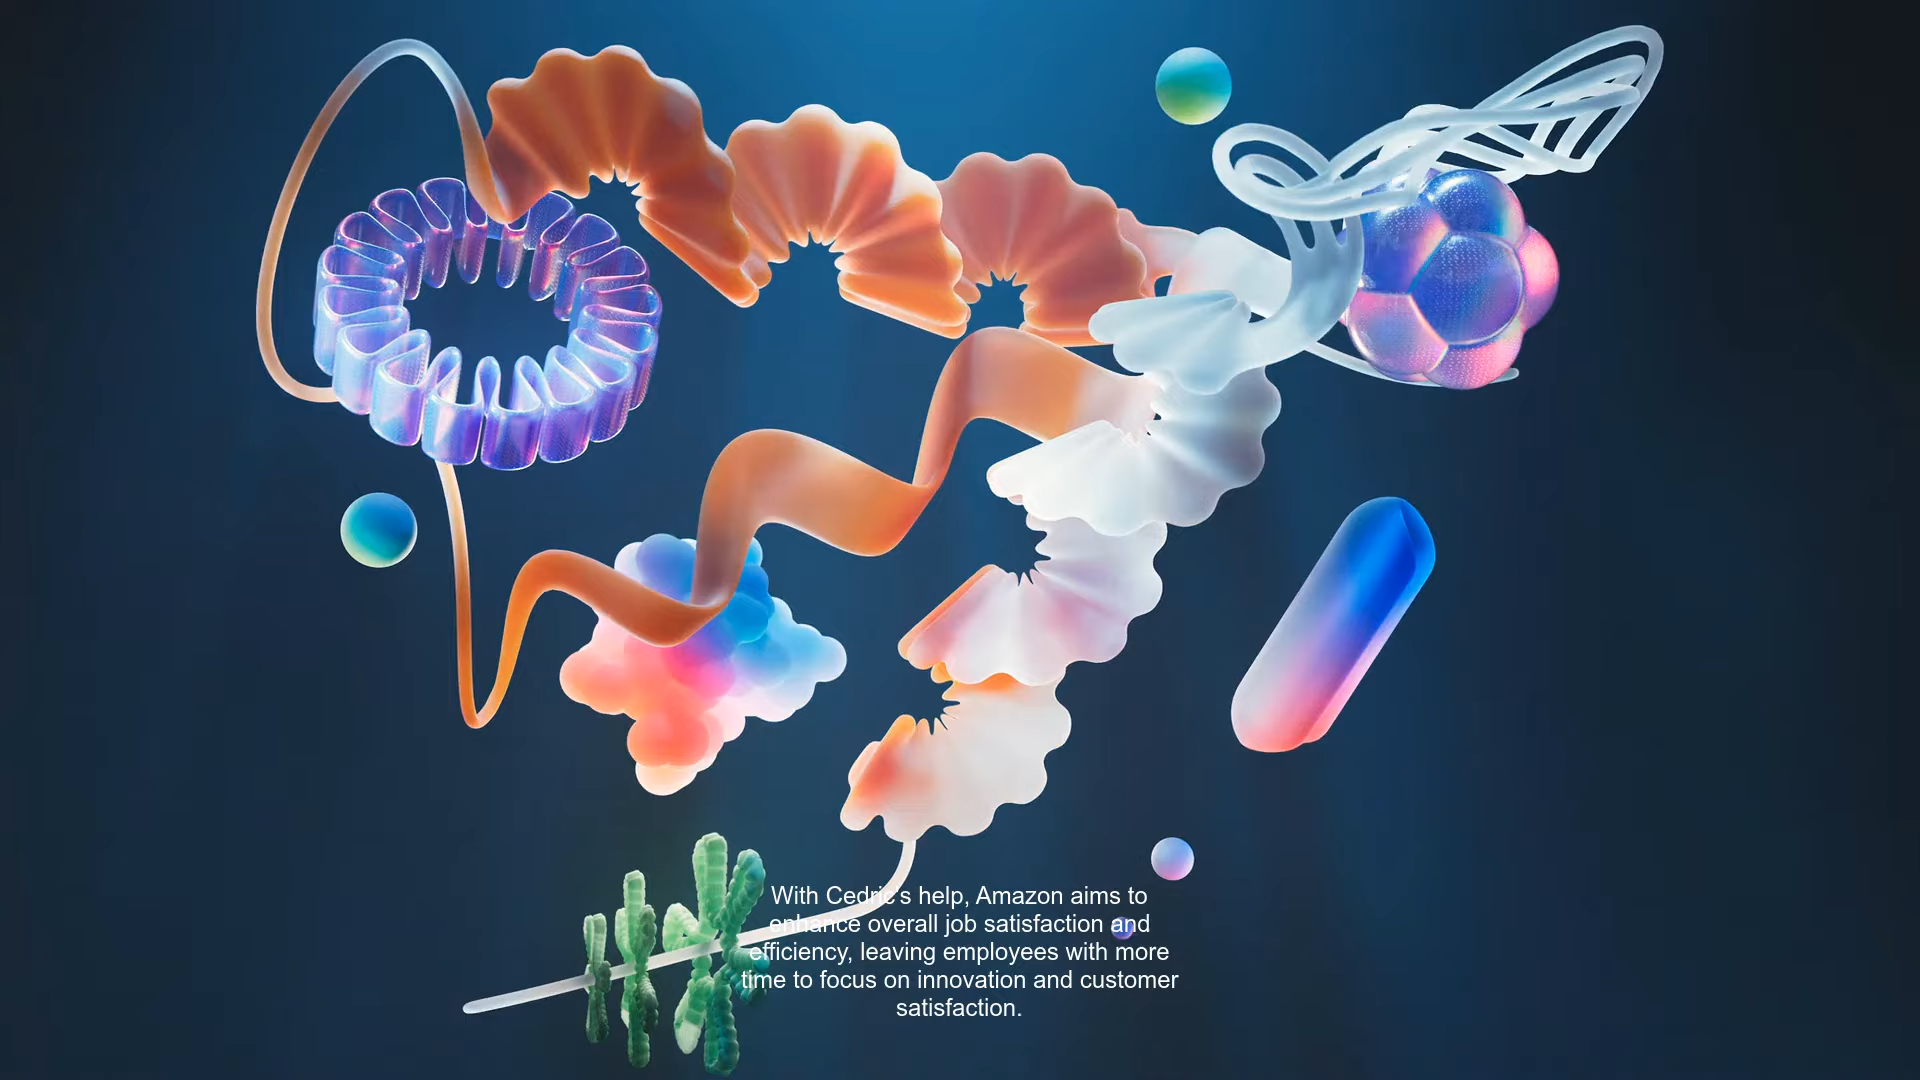 With Cedric's help, Amazon aims to
enhance overall job satisfaction and
efficiency, leaving employees with more
time to focus on innovation and customer
satisfaction.